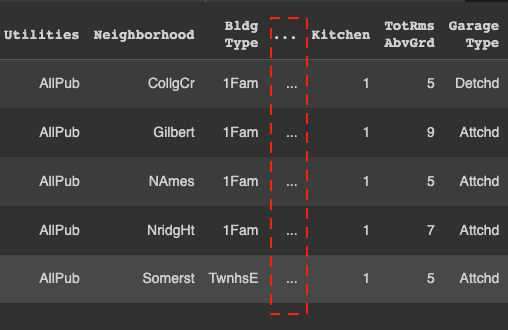 Utilities Neighborhood Bldg Type ... Kitchen TotRms AbvGrd Garage Type
AllPub CollgCr 1Fam ... 1 5 Detchd
AllPub Gilbert 1Fam ... 1 9 Attchd
AllPub NAmes 1Fam ... 1 5 Attchd
AllPub NridgHt 1Fam ... 1 7 Attchd
AllPub Somerst TwnhsE ... 1 5 Attchd